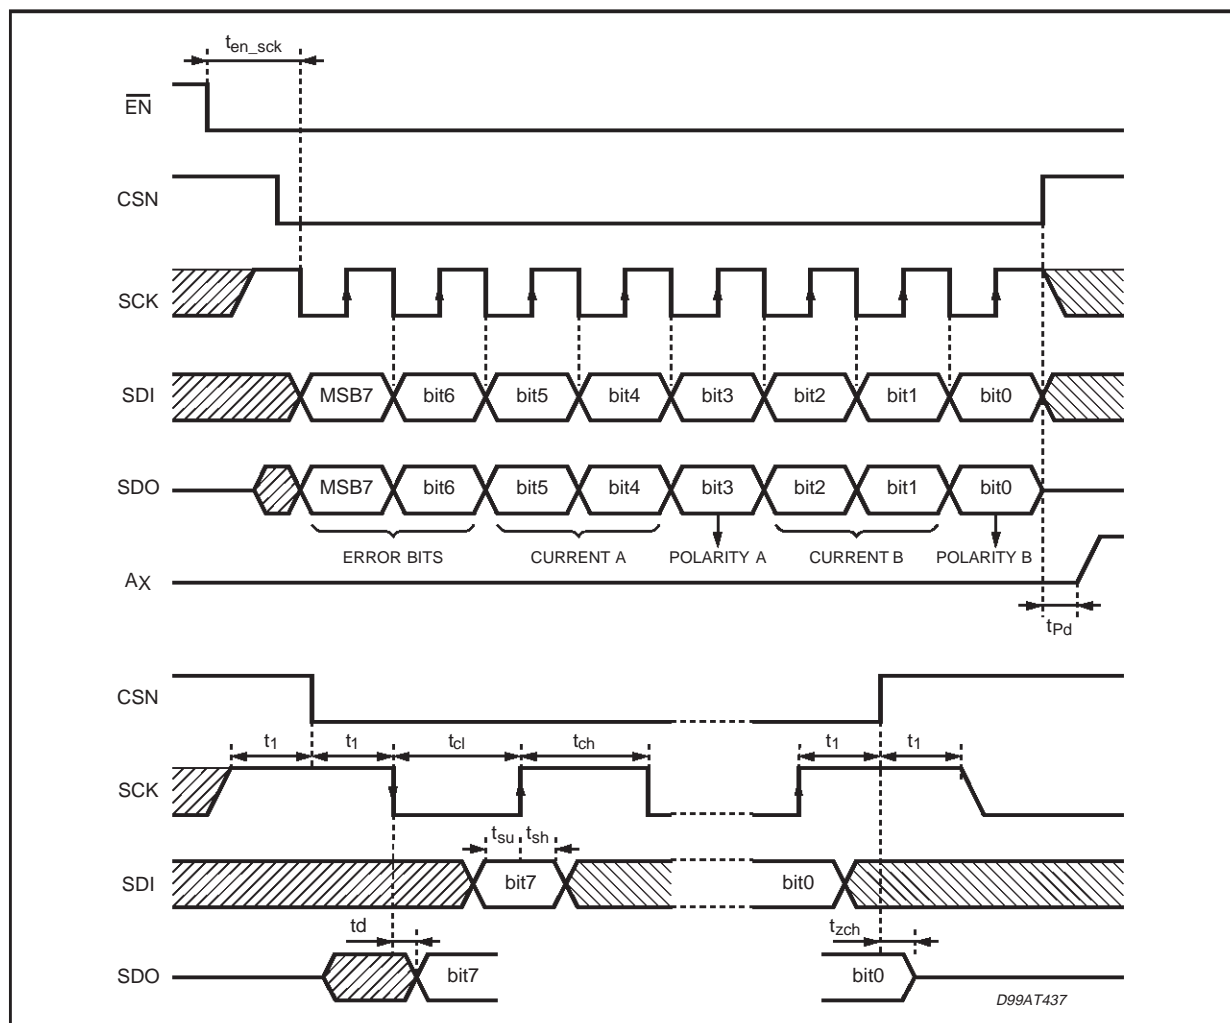 ten_sck
EN
CSN
SCK
SDI MSB7 bit6 bit5 bit4 bit3 bit2 bit1 bit0
SDO MSB7 bit6 bit5 bit4 bit3 bit2 bit1 bit0
ERROR BITS CURRENT A POLARITY A CURRENT B POLARITY B
AX
tPd
CSN
t1 t1 tcl tch t1 t1
SCK
tsu tsh
SDI bit7 bit0
td tzch
SDO bit7 bit0
D99AT437